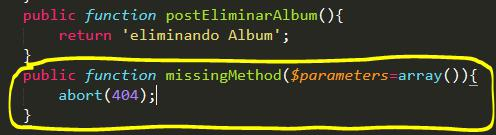 public function postEliminarAlbum(){
return 'eliminando Album';
}
public function missingMethod($parameters=array()){
abort(404);
}